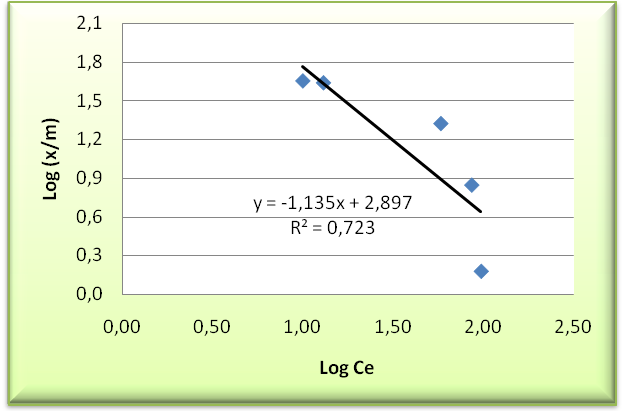 2,1
1,8
1,5
1,2
0,9
0,6
0,3
0,0
Log (x/m)
y = -1,135x + 2,897
R² = 0,723
0,00 0,50 1,00 1,50 2,00 2,50
Log Ce